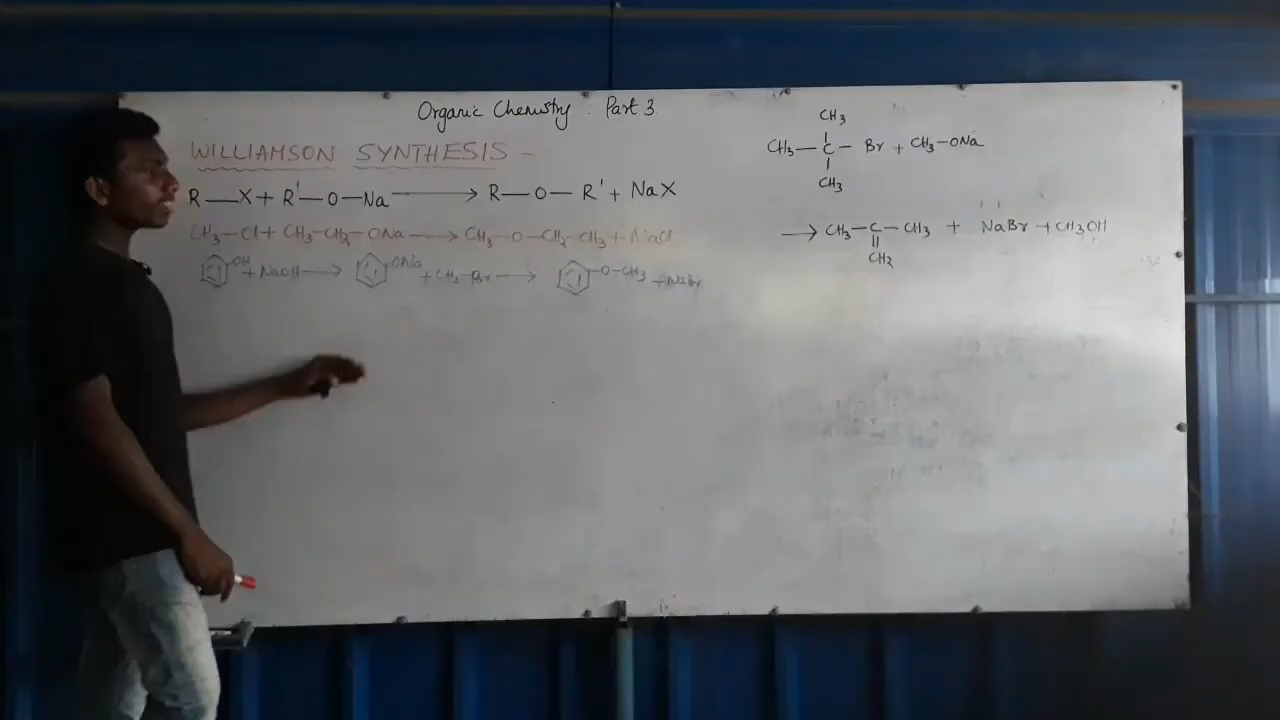 Organic Chemistry : Part 3
WILLIAMSON SYNTHESIS -
R—X + R'—O—Na ⟶ R—O—R' + NaX
CH3—Cl + CH3—CH2—ONa ⟶ CH3—O—CH2—CH3 + NaCl
OH + NaOH ⟶ ONa + CH3—Br ⟶ —O—CH3 + NaBr
CH3
CH3—C—Br + CH3—ONa
CH3
⟶ CH3—C—CH3 + NaBr + CH3OH
CH2